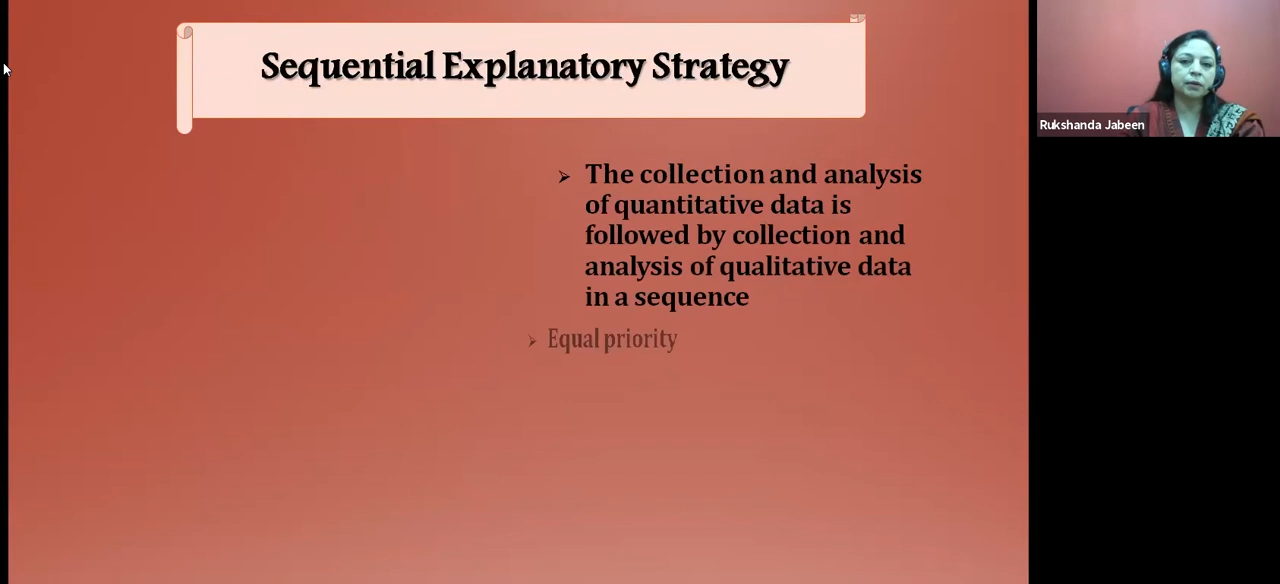 Sequential Explanatory Strategy
Rukshanda Jabeen
➢ The collection and analysis
of quantitative data is
followed by collection and
analysis of qualitative data
in a sequence
➢ Equal priority